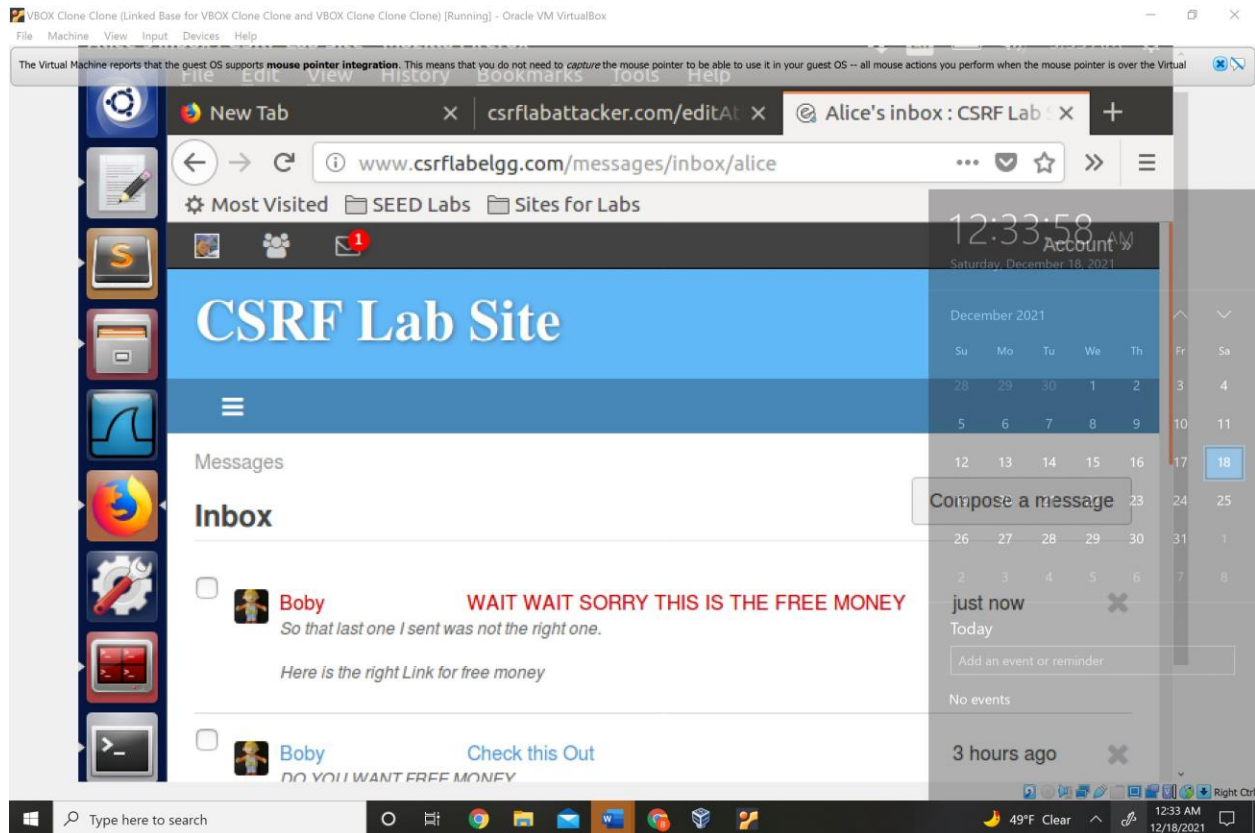 VBOX Clone Clone (Linked Base for VBOX Clone Clone and VBOX Clone Clone Clone) [Running] - Oracle VM VirtualBox
File Machine View Input Devices Help
The Virtual Machine reports that the guest OS supports mouse pointer integration. This means that you do not need to capture the mouse pointer to be able to use it in your guest OS -- all mouse actions you perform when the mouse pointer is over the Virtual
File Edit View History Bookmarks Tools Help
New Tab csrflabattacker.com/editAt Alice's inbox : CSRF Lab S
www.csrflabelgg.com/messages/inbox/alice
Most Visited SEED Labs Sites for Labs
1
12:33:58 AM
Account »
Saturday, December 18, 2021
CSRF Lab Site
December 2021
Su Mo Tu We Th Fr Sa
28 29 30 1 2 3 4
5 6 7 8 9 10 11
Messages
12 13 14 15 16 17 18
Inbox
Compose a message
23 24 25
26 27 28 29 30 31 1
2 3 4 5 6 7 8
Boby WAIT WAIT SORRY THIS IS THE FREE MONEY just now
So that last one I sent was not the right one.
Today
Here is the right Link for free money
Add an event or reminder
No events
Boby Check this Out 3 hours ago
DO YOU WANT FREE MONEY
Right Ctrl
Type here to search
49°F Clear
12:33 AM
12/18/2021